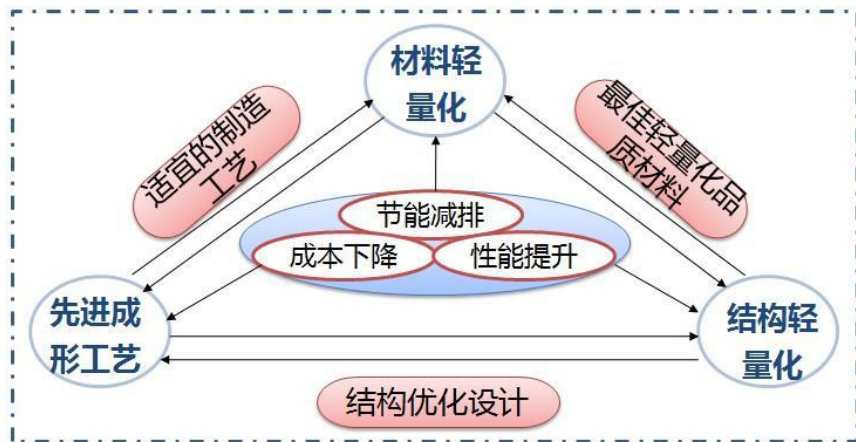 材料轻
量化
适宜的制造
工艺
最佳轻量化品
质材料
节能减排
成本下降
性能提升
先进成
形工艺
结构轻
量化
结构优化设计